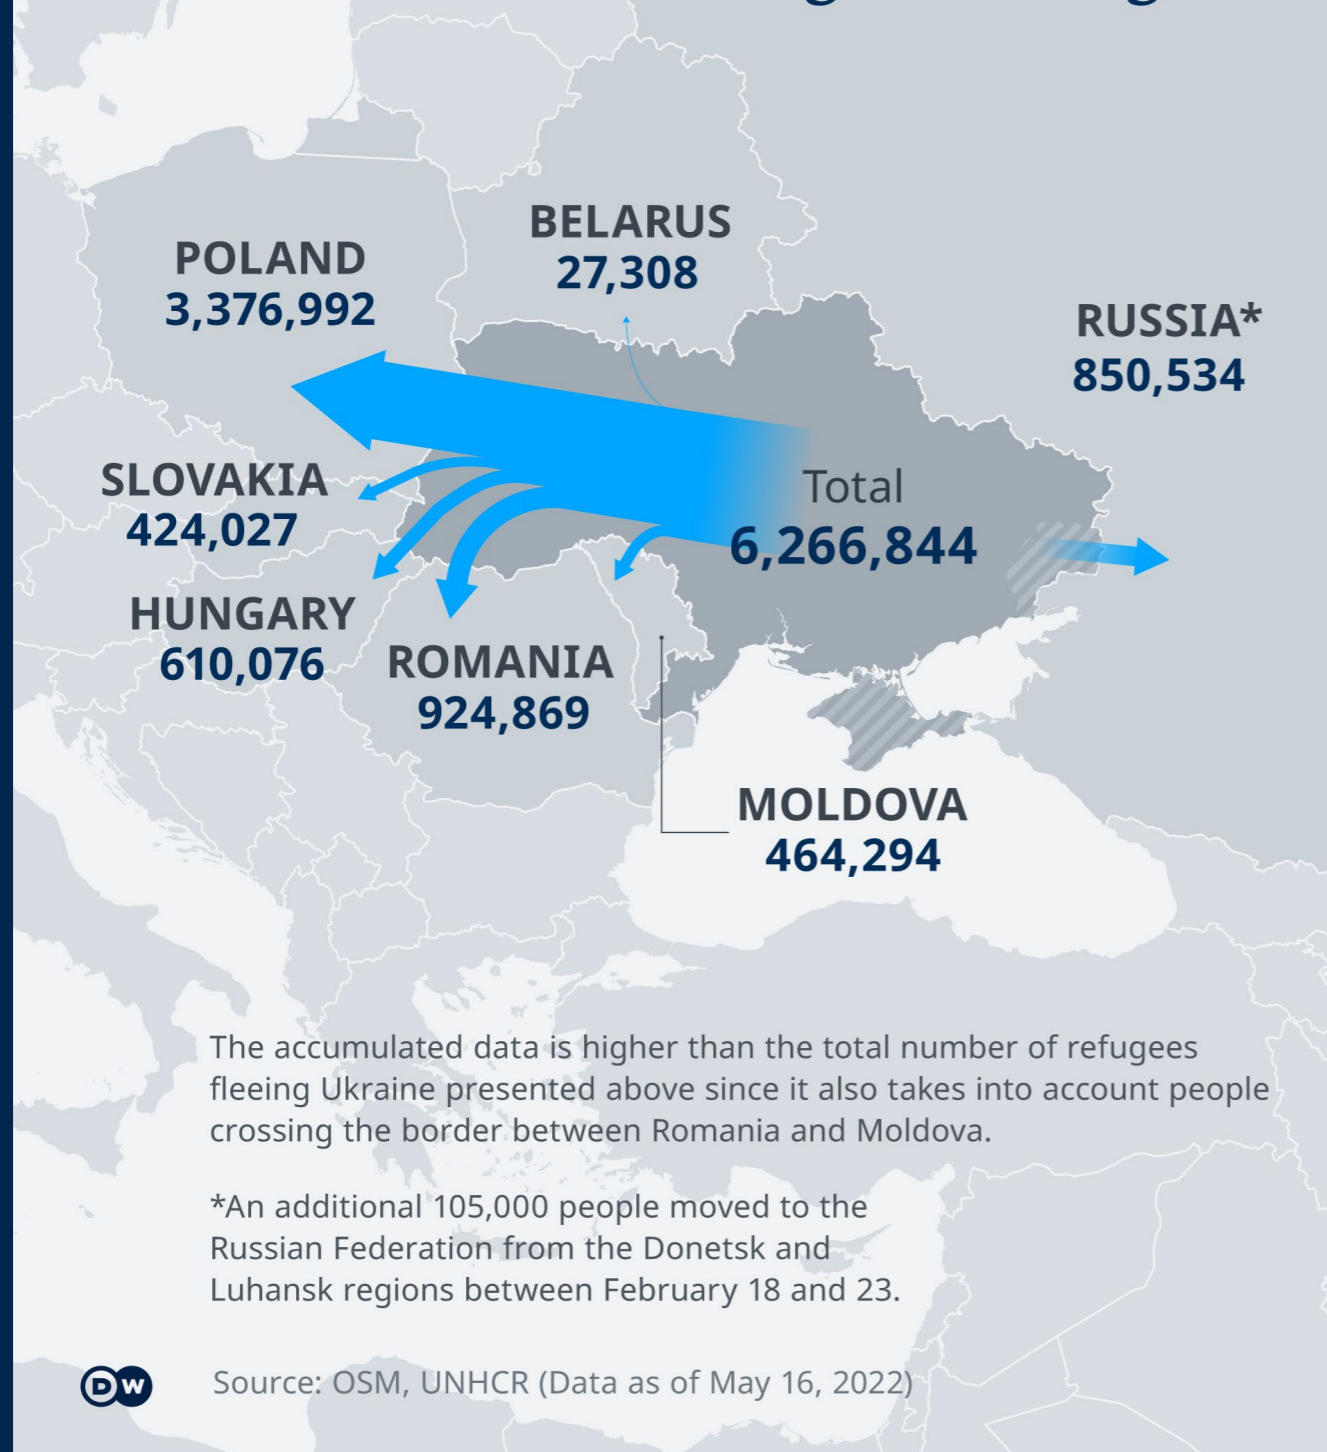 BELARUS
27,308
POLAND
3,376,992
RUSSIA*
850,534
SLOVAKIA
424,027
Total
6,266,844
HUNGARY
610,076
ROMANIA
924,869
MOLDOVA
464,294
The accumulated data is higher than the total number of refugees
fleeing Ukraine presented above since it also takes into account people
crossing the border between Romania and Moldova.
*An additional 105,000 people moved to the
Russian Federation from the Donetsk and
Luhansk regions between February 18 and 23.
DW
Source: OSM, UNHCR (Data as of May 16, 2022)